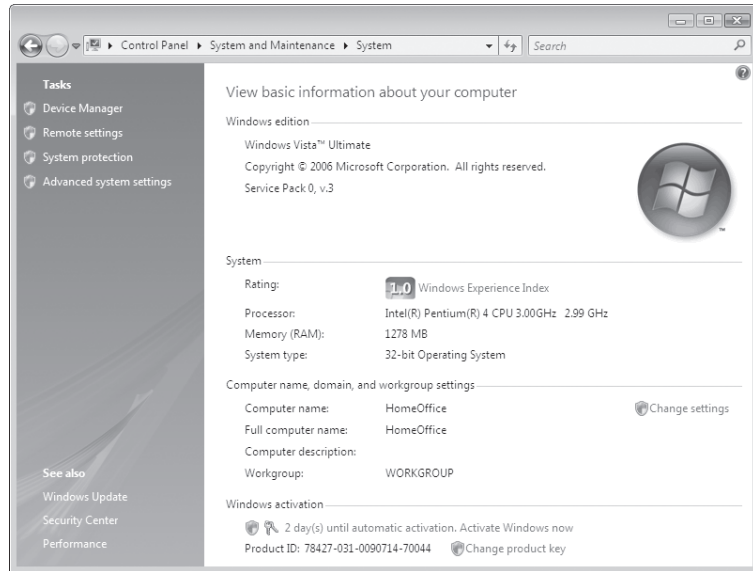 Control Panel ▸ System and Maintenance ▸ System
Search
Tasks
Device Manager
Remote settings
System protection
Advanced system settings
See also
Windows Update
Security Center
Performance
View basic information about your computer
Windows edition
Windows Vista™ Ultimate
Copyright © 2006 Microsoft Corporation. All rights reserved.
Service Pack 0, v.3
System
Rating: 1.0 Windows Experience Index
Processor: Intel(R) Pentium(R) 4 CPU 3.00GHz 2.99 GHz
Memory (RAM): 1278 MB
System type: 32-bit Operating System
Computer name, domain, and workgroup settings
Computer name: HomeOffice Change settings
Full computer name: HomeOffice
Computer description:
Workgroup: WORKGROUP
Windows activation
2 day(s) until automatic activation. Activate Windows now
Product ID: 78427-031-0090714-70044 Change product key